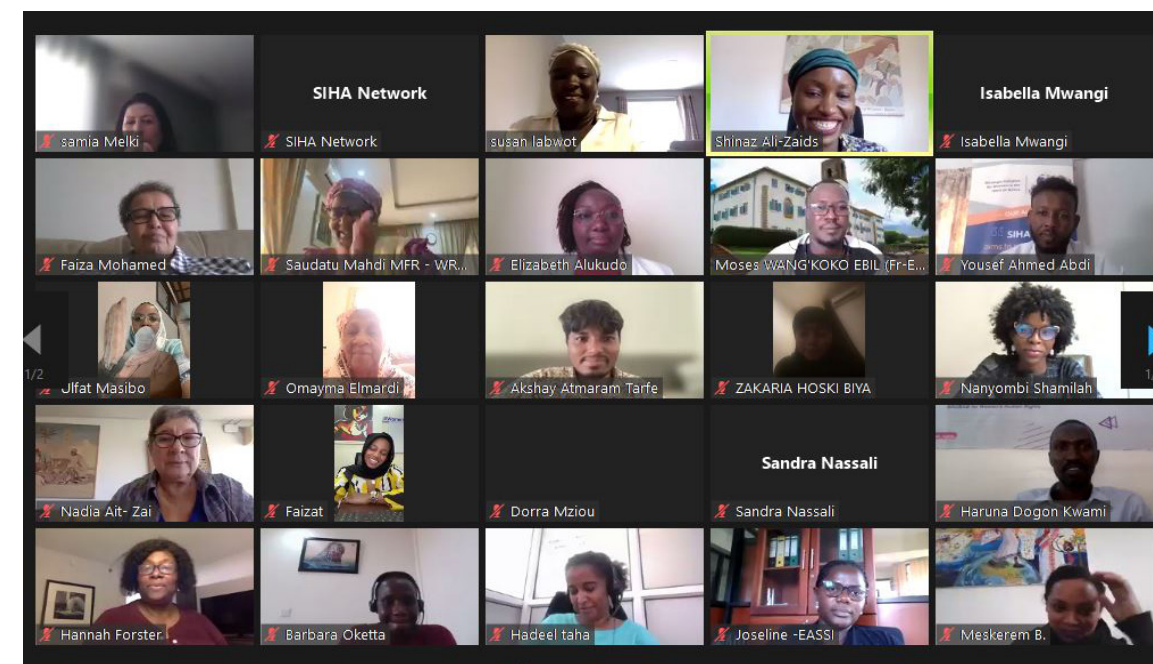 samia Melki
SIHA Network
SIHA Network
susan labwot
Shinaz Ali-Zaids
Isabella Mwangi
Isabella Mwangi
Faiza Mohamed
Saudatu Mahdi MFR - WR...
Elizabeth Alukudo
Moses WANG'KOKO EBIL (Fr-E...
SIHA
Yousef Ahmed Abdi
1/2
Ulfat Masibo
Omayma Elmardi
Akshay Atmaram Tarfe
ZAKARIA HOSKI BIYA
Nanyombi Shamilah
Nadia Ait- Zai
Faizat
Dorra Mziou
Sandra Nassali
Sandra Nassali
Haruna Dogon Kwami
Hannah Forster
Barbara Oketta
Hadeel taha
Joseline -EASSI
Meskerem B.